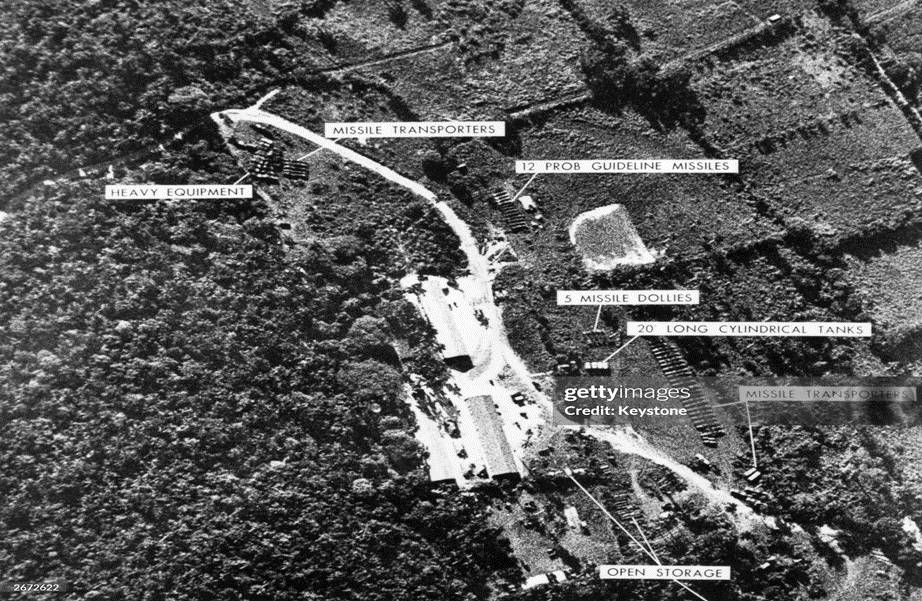 MISSILE TRANSPORTERS
12 PROB GUIDELINE MISSILES
HEAVY EQUIPMENT
5 MISSILE DOLLIES
20 LONG CYLINDRICAL TANKS
MISSILE TRANSPORTERS
gettyimages
Keystone
OPEN STORAGE
2672622